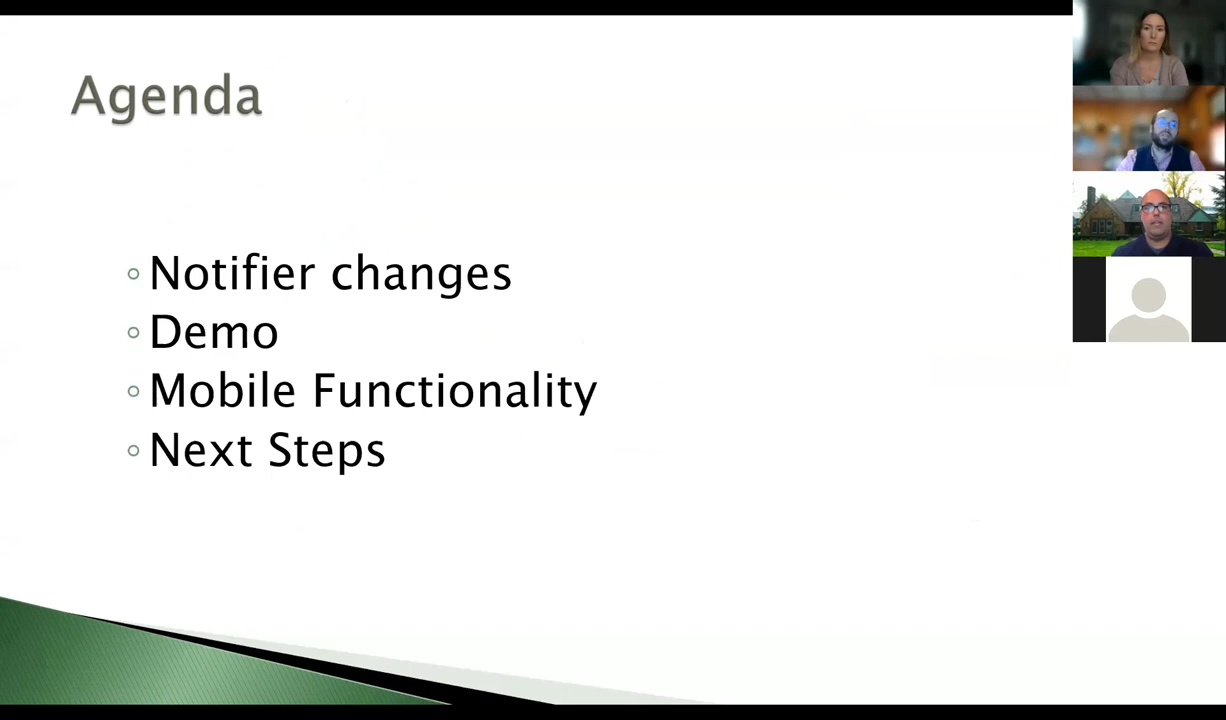 Agenda
Notifier changes
Demo
Mobile Functionality
Next Steps